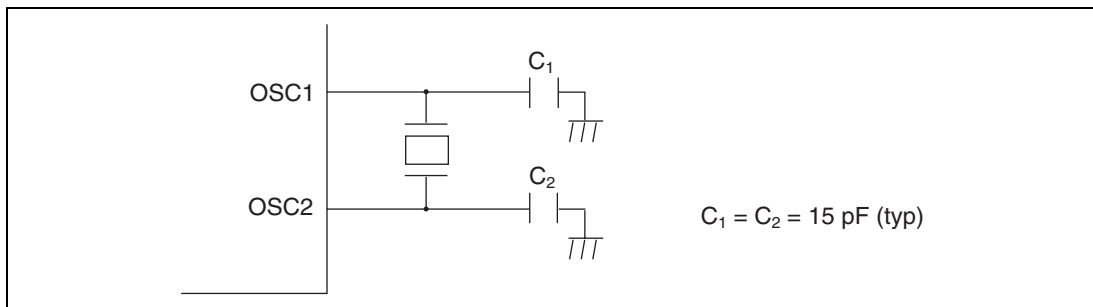 C₁
OSC1
C₂
OSC2
C₁ = C₂ = 15 pF (typ)